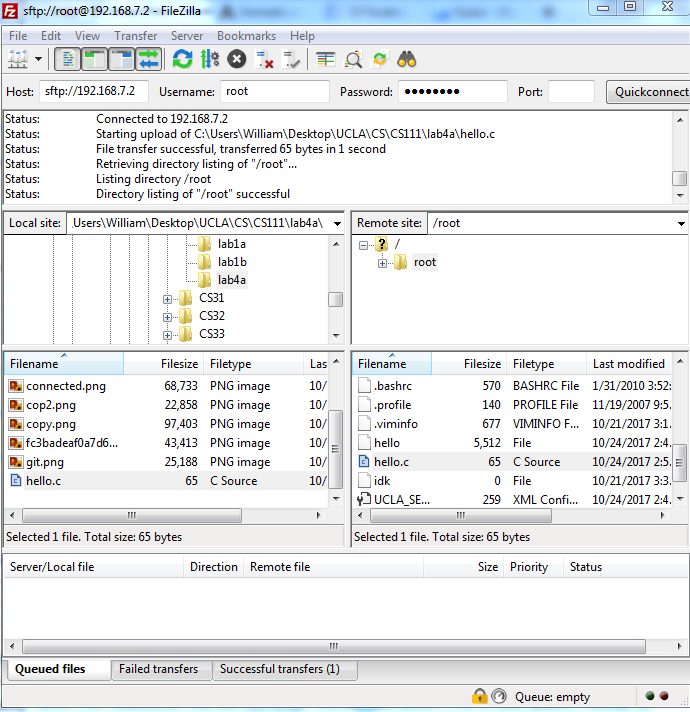 sftp://root@192.168.7.2 - FileZilla
File Edit View Transfer Server Bookmarks Help
Host: sftp://192.168.7.2 Username: root Password: ●●●●●●●● Port: Quickconnect
Status: Connected to 192.168.7.2
Status: Starting upload of C:\Users\William\Desktop\UCLA\CS\CS111\lab4a\hello.c
Status: File transfer successful, transferred 65 bytes in 1 second
Status: Retrieving directory listing of "/root"...
Status: Listing directory /root
Status: Directory listing of "/root" successful
Local site: Users\William\Desktop\UCLA\CS\CS111\lab4a\
lab1a
lab1b
lab4a
CS31
CS32
CS33
Remote site: /root
/
root
Filename Filesize Filetype Las
connected.png 68,733 PNG image 10/
cop2.png 22,858 PNG image 10/
copy.png 97,403 PNG image 10/
fc3badeaf0a7d6... 43,413 PNG image 10/
git.png 25,188 PNG image 10/
hello.c 65 C Source 10/
Selected 1 file. Total size: 65 bytes
Filename Filesize Filetype Last modified
.bashrc 570 BASHRC File 1/31/2010 3:52:
.profile 140 PROFILE File 11/19/2007 9:5..
.viminfo 677 VIMINFO F... 10/21/2017 3:1..
hello 5,512 File 10/24/2017 2:4..
hello.c 65 C Source 10/24/2017 2:5..
idk 0 File 10/21/2017 3:3..
UCLA_SE... 259 XML Confi... 10/24/2017 2:4..
Selected 1 file. Total size: 65 bytes
Server/Local file Direction Remote file Size Priority Status
Queued files Failed transfers Successful transfers (1)
Queue: empty